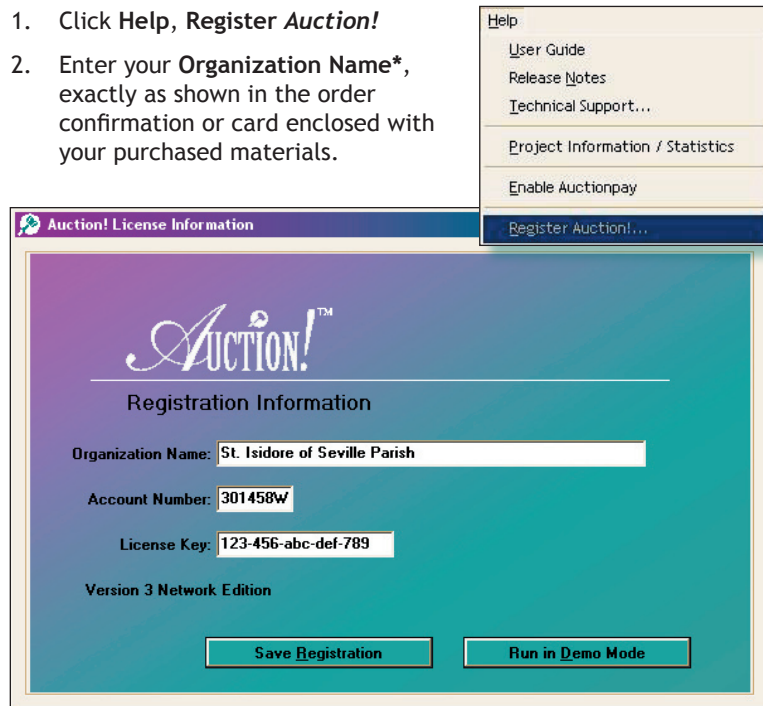 1. Click Help, Register Auction!
2. Enter your Organization Name*,
exactly as shown in the order
confirmation or card enclosed with
your purchased materials.
Help
User Guide
Release Notes
Technical Support...
Project Information / Statistics
Enable Auctionpay
Register Auction!...
Auction! License Information
AUCTION!™
Registration Information
Organization Name: St. Isidore of Seville Parish
Account Number: 301458W
License Key: 123-456-abc-def-789
Version 3 Network Edition
Save Registration
Run in Demo Mode